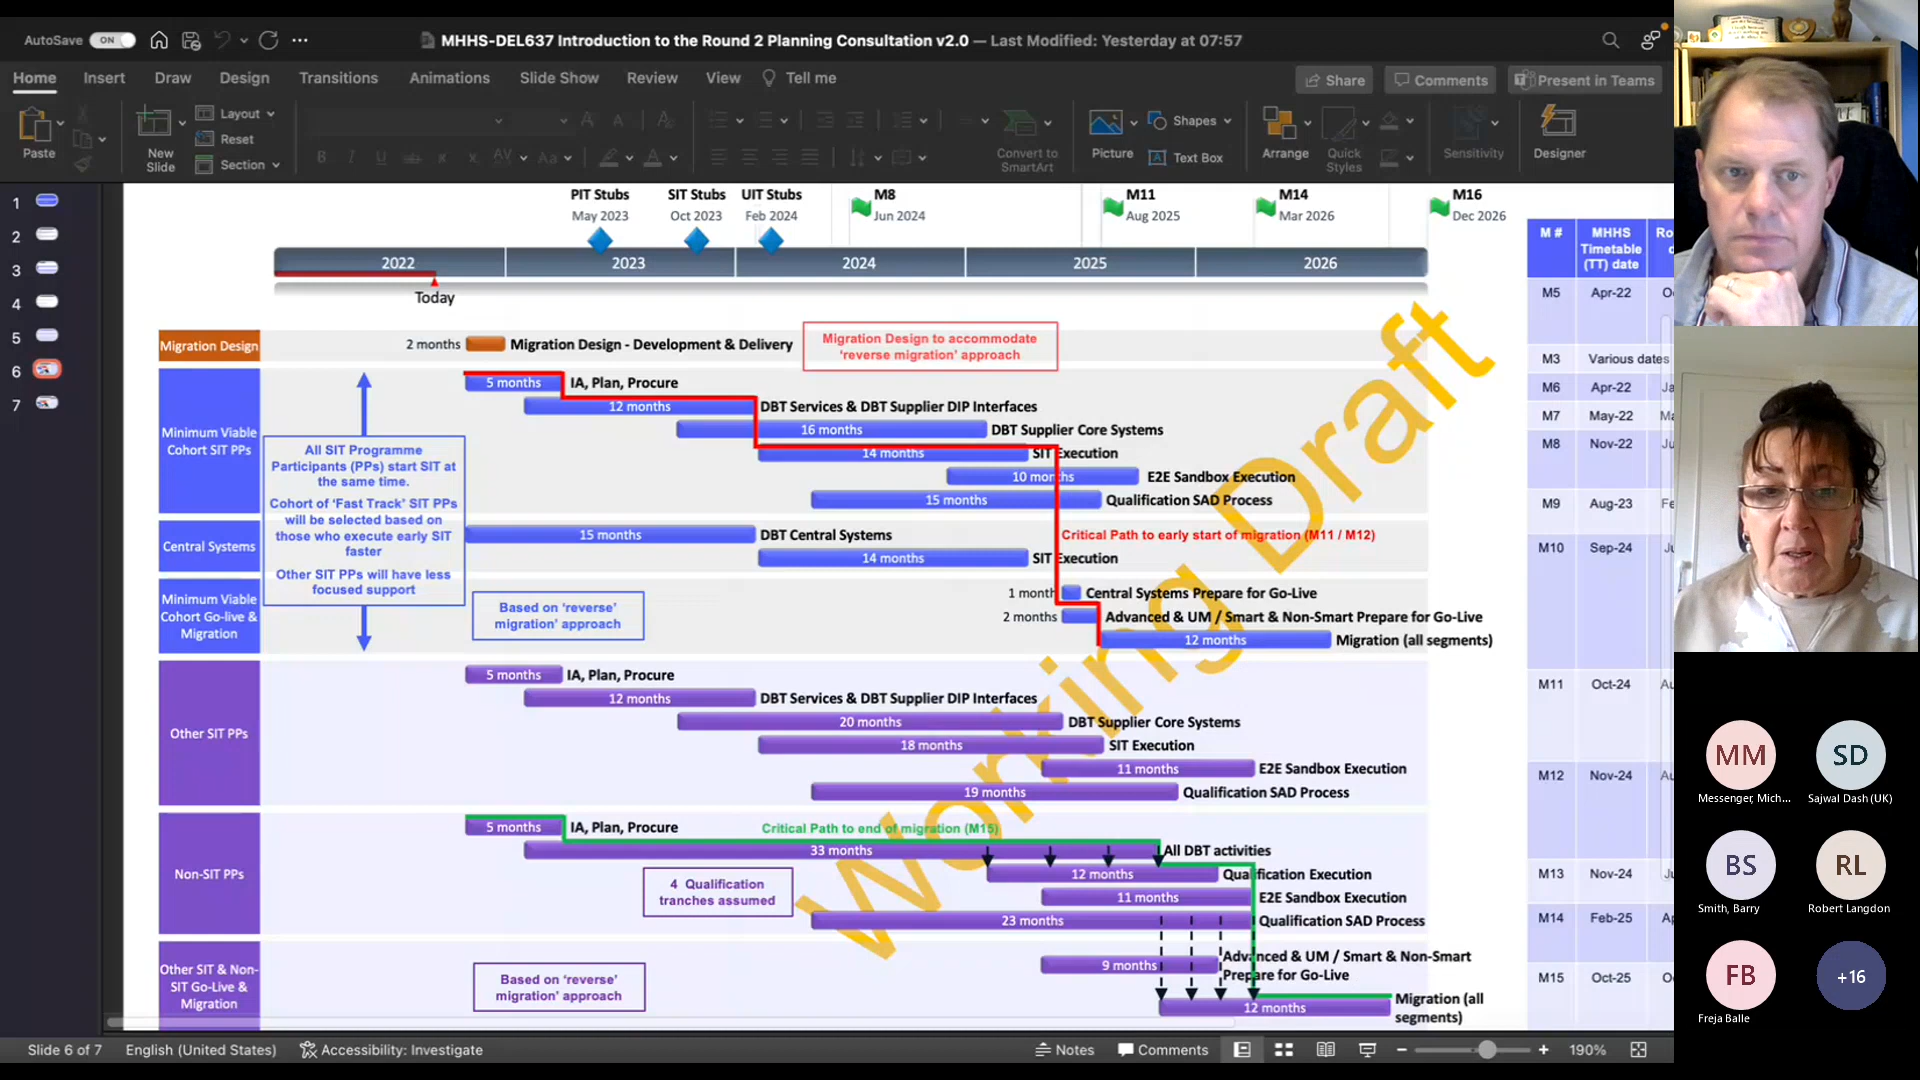 AutoSave ON
MHHS-DEL637 Introduction to the Round 2 Planning Consultation v2.0 — Last Modified: Yesterday at 07:57
Home Insert Draw Design Transitions Animations Slide Show Review View Tell me
Share Comments Present in Teams
Paste
New Slide
Layout
Reset
Section
Convert to SmartArt
Picture
Shapes
Text Box
Arrange
Quick Styles
Sensitivity
Designer
1
2
3
4
5
6
7
PIT Stubs
May 2023
SIT Stubs
Oct 2023
UIT Stubs
Feb 2024
M8
Jun 2024
M11
Aug 2025
M14
Mar 2026
M16
Dec 2026
2022 2023 2024 2025 2026
Today
Working Draft
Migration Design
2 months
Migration Design - Development & Delivery
Migration Design to accommodate
'reverse migration' approach
Minimum Viable
Cohort SIT PPs
5 months IA, Plan, Procure
12 months DBT Services & DBT Supplier DIP Interfaces
16 months DBT Supplier Core Systems
14 months SIT Execution
10 months E2E Sandbox Execution
15 months Qualification SAD Process
All SIT Programme
Participants (PPs) start SIT at
the same time.
Cohort of 'Fast Track' SIT PPs
will be selected based on
those who execute early SIT
faster
Other SIT PPs will have less
focused support
Central Systems
15 months DBT Central Systems
Critical Path to early start of migration (M11 / M12)
14 months SIT Execution
Minimum Viable
Cohort Go-live &
Migration
Based on 'reverse'
migration' approach
1 month Central Systems Prepare for Go-Live
2 months Advanced & UM / Smart & Non-Smart Prepare for Go-Live
12 months Migration (all segments)
Other SIT PPs
5 months IA, Plan, Procure
12 months DBT Services & DBT Supplier DIP Interfaces
20 months DBT Supplier Core Systems
18 months SIT Execution
11 months E2E Sandbox Execution
19 months Qualification SAD Process
Non-SIT PPs
5 months IA, Plan, Procure
Critical Path to end of migration (M15)
33 months All DBT activities
4 Qualification
tranches assumed
12 months Qualification Execution
11 months E2E Sandbox Execution
23 months Qualification SAD Process
Other SIT & Non-
SIT Go-Live &
Migration
Based on 'reverse'
migration' approach
9 months Advanced & UM / Smart & Non-Smart
Prepare for Go-Live
12 months Migration (all
segments)
M # MHHS
Timetable
(TT) date
M5 Apr-22
M3 Various dates
M6 Apr-22
M7 May-22
M8 Nov-22
M9 Aug-23
M10 Sep-24
M11 Oct-24
M12 Nov-24
M13 Nov-24
M14 Feb-25
M15 Oct-25
Slide 6 of 7 English (United States) Accessibility: Investigate Notes Comments 190%
MM
Messenger, Mich...
SD
Sajwal Dash (UK)
BS
Smith, Barry
RL
Robert Langdon
FB
Freja Balle
+16